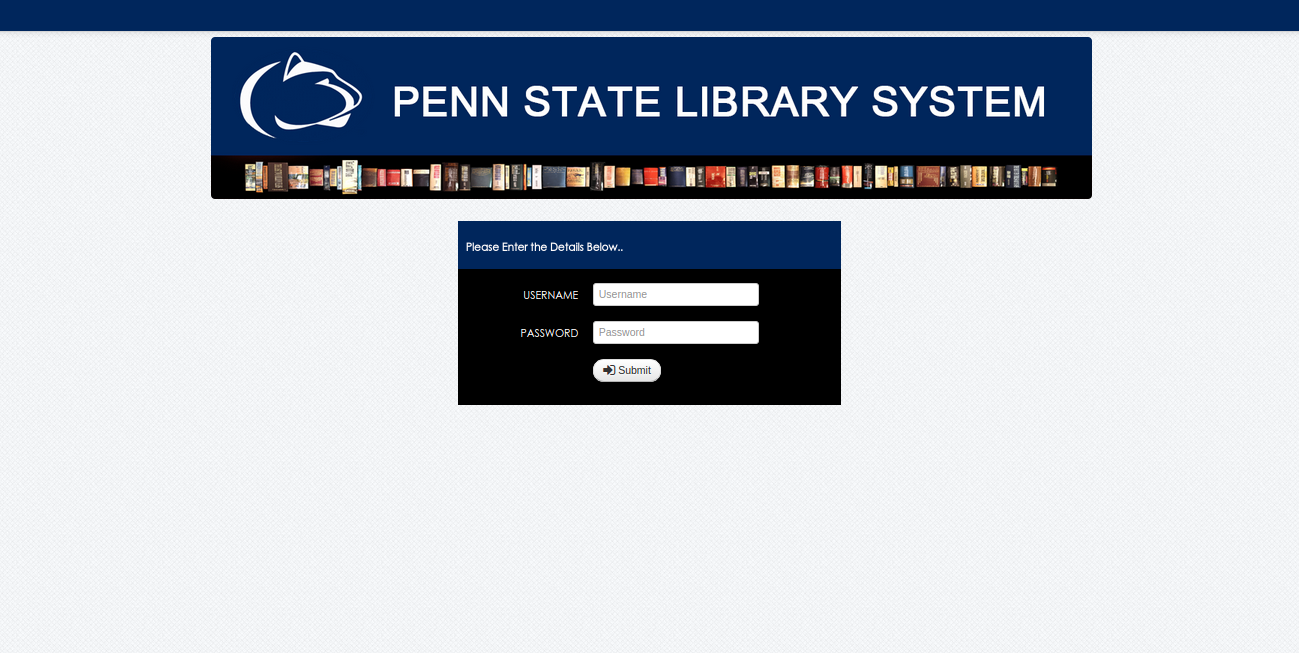 PENN STATE LIBRARY SYSTEM
Please Enter the Details Below..
USERNAME
Username
PASSWORD
Password
Submit